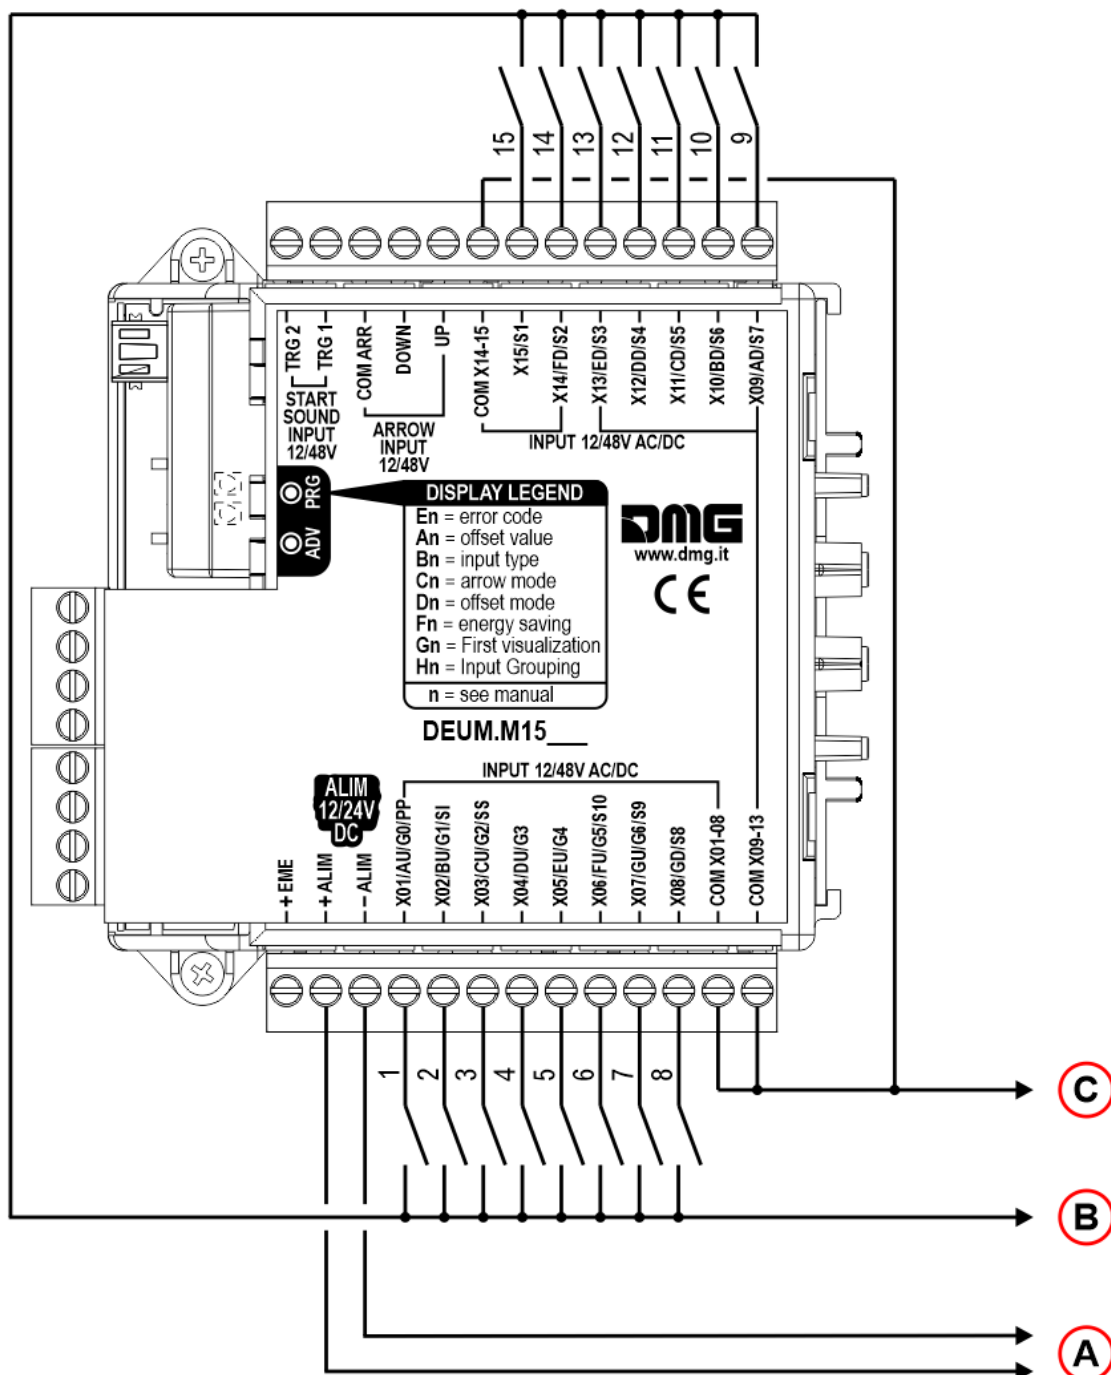 15
14
13
12
11
10
9
TRG 2
TRG 1
COM ARR
DOWN
UP
COM X14-15
X15/S1
X14/FD/S2
X13/ED/S3
X12/DD/S4
X11/CD/S5
X10/BD/S6
X09/AD/S7
START
SOUND
INPUT
12/48V
ARROW
INPUT
12/48V
INPUT 12/48V AC/DC
PRG
ADV
DISPLAY LEGEND
En = error code
An = offset value
Bn = input type
Cn = arrow mode
Dn = offset mode
Fn = energy saving
Gn = First visualization
Hn = Input Grouping
n = see manual
DMG
www.dmg.it
CE
DEUM.M15___
INPUT 12/48V AC/DC
ALIM
12/24V
DC
+ EME
+ ALIM
- ALIM
X01/AU/G0/PP
X02/BU/G1/SI
X03/CU/G2/SS
X04/DU/G3
X05/EU/G4
X06/FU/G5/S10
X07/GU/G6/S9
X08/GD/S8
COM X01-08
COM X09-13
1
2
3
4
5
6
7
8
C
B
A